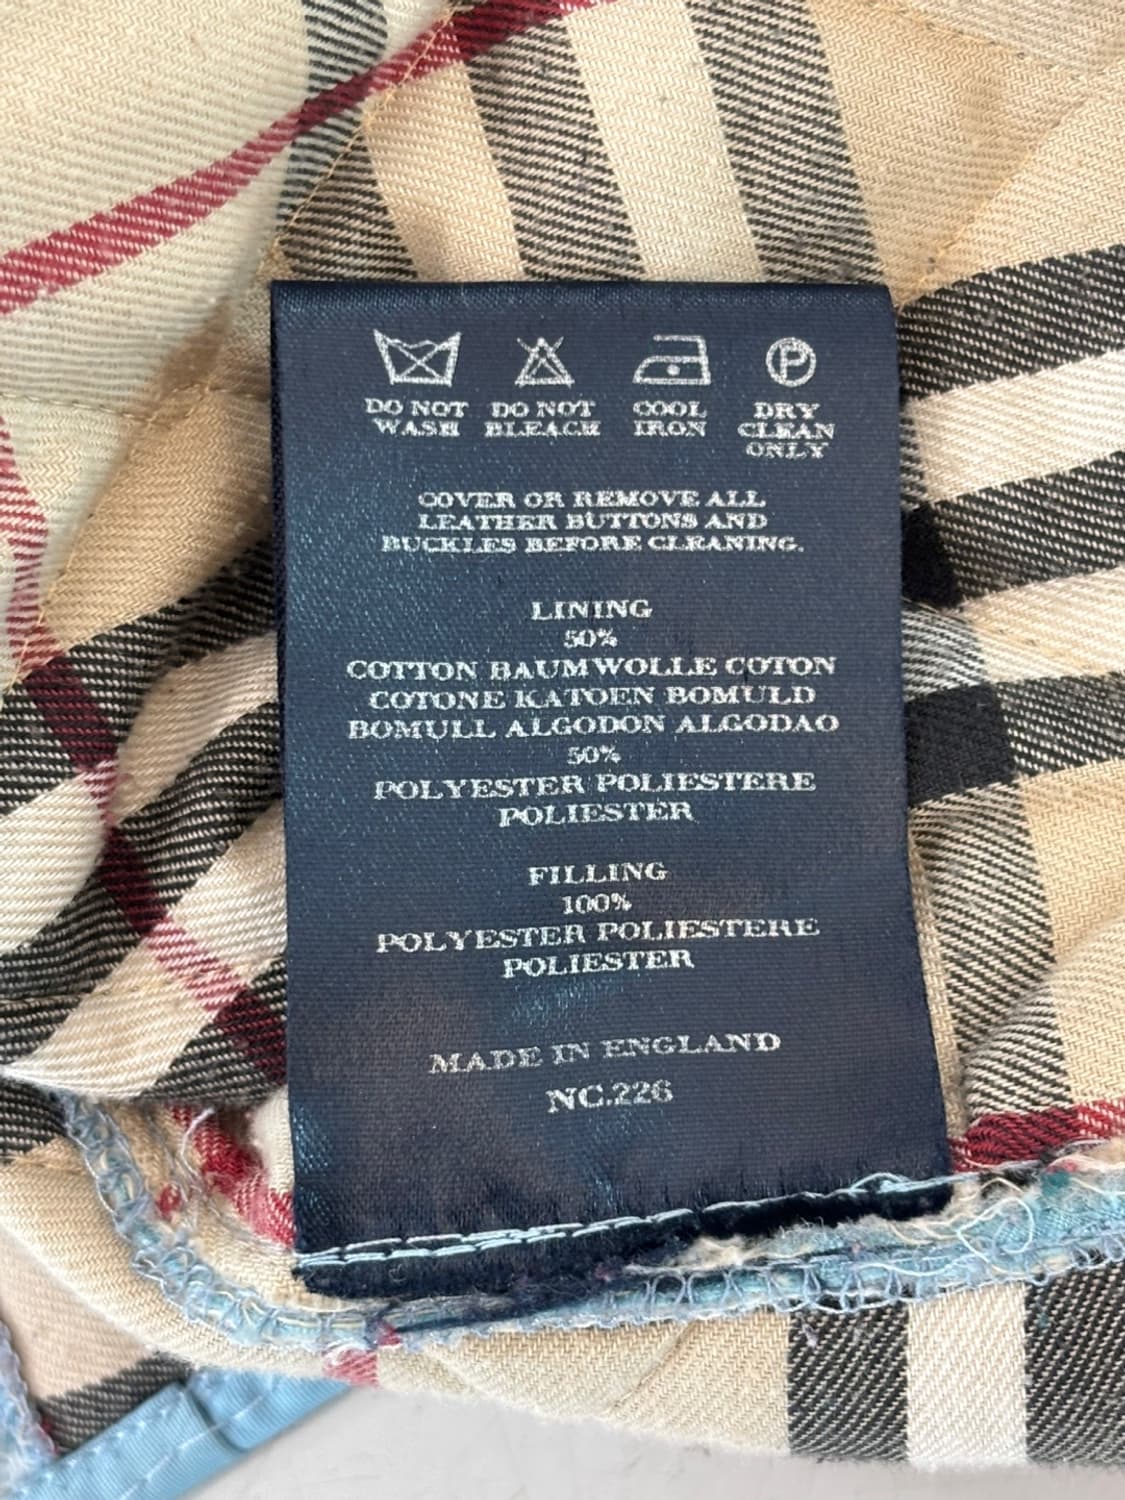 P
DO NOT WASH
DO NOT BLEACH
COOL IRON
DRY CLEAN ONLY
COVER OR REMOVE ALL
LEATHER BUTTONS AND
BUCKLES BEFORE CLEANING.
LINING
50%
COTTON BAUMWOLLE COTON
COTONE KATOEN BOMULD
BOMULL ALGODON ALGODAO
50%
POLYESTER POLIESTERE
POLIESTER
FILLING
100%
POLYESTER POLIESTERE
POLIESTER
MADE IN ENGLAND
NC.226